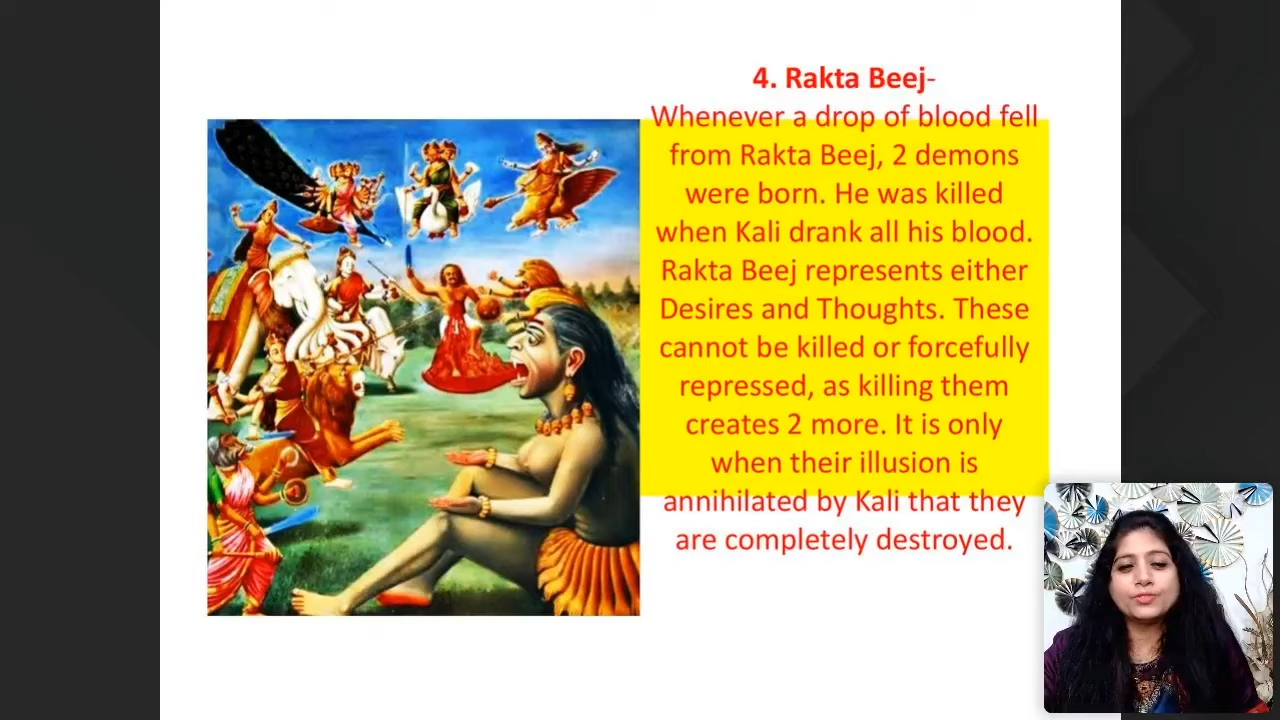 4. Rakta Beej-
Whenever a drop of blood fell
from Rakta Beej, 2 demons
were born. He was killed
when Kali drank all his blood.
Rakta Beej represents either
Desires and Thoughts. These
cannot be killed or forcefully
repressed, as killing them
creates 2 more. It is only
when their illusion is
annihilated by Kali that they
are completely destroyed.